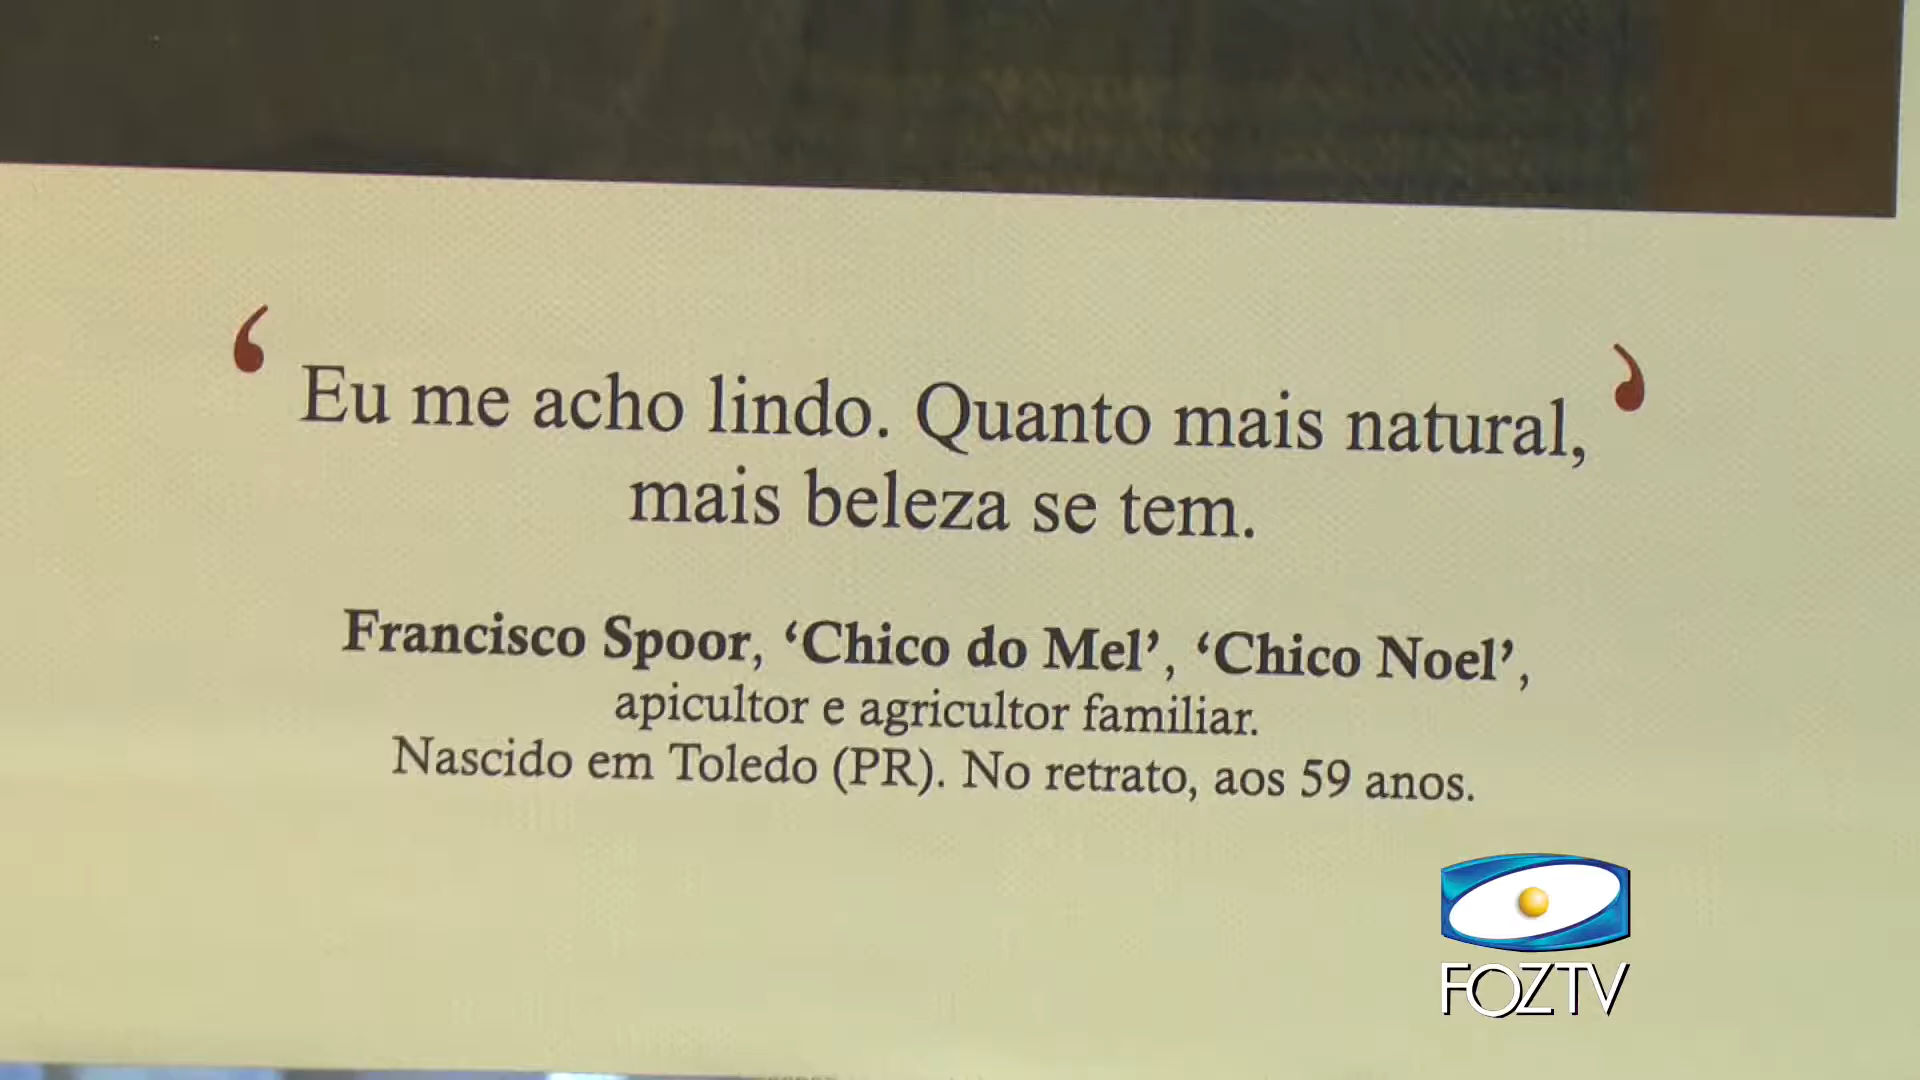 ‘Eu me acho lindo. Quanto mais natural,’
mais beleza se tem.
Francisco Spoor, ‘Chico do Mel’, ‘Chico Noel’,
apicultor e agricultor familiar.
Nascido em Toledo (PR). No retrato, aos 59 anos.
FOZTV